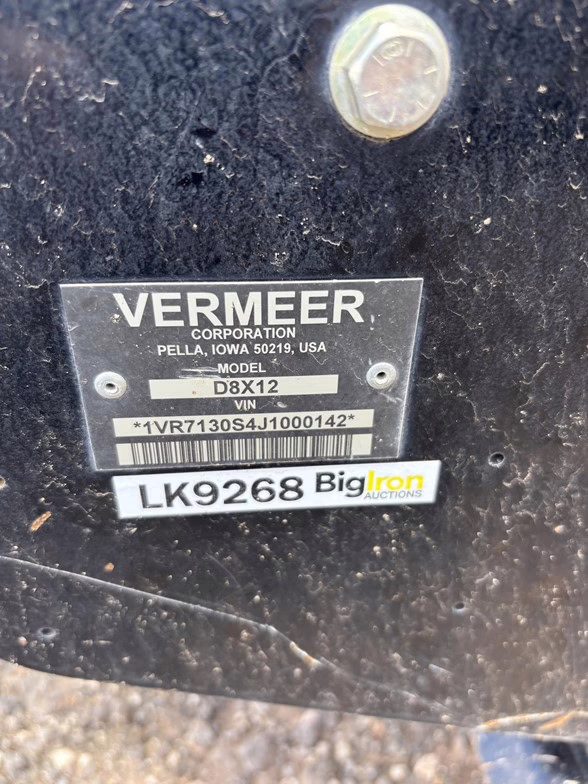 VERMEER
CORPORATION
PELLA, IOWA 50219, USA
MODEL
D8X12
VIN
*1VR7130S4J1000142*
LK9268 BigIron
AUCTIONS